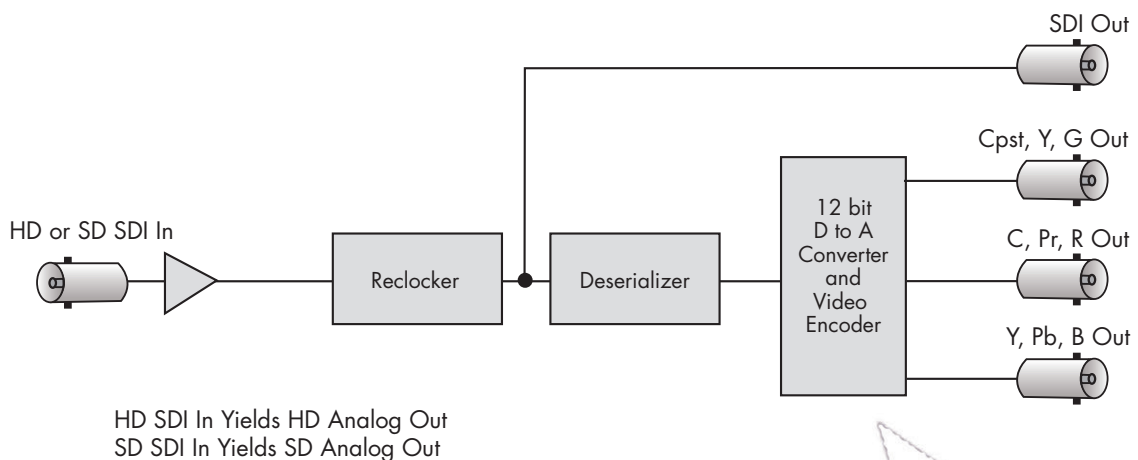 SDI Out
Cpst, Y, G Out
HD or SD SDI In
Reclocker
Deserializer
12 bit
D to A
Converter
and
Video
Encoder
C, Pr, R Out
Y, Pb, B Out
HD SDI In Yields HD Analog Out
SD SDI In Yields SD Analog Out